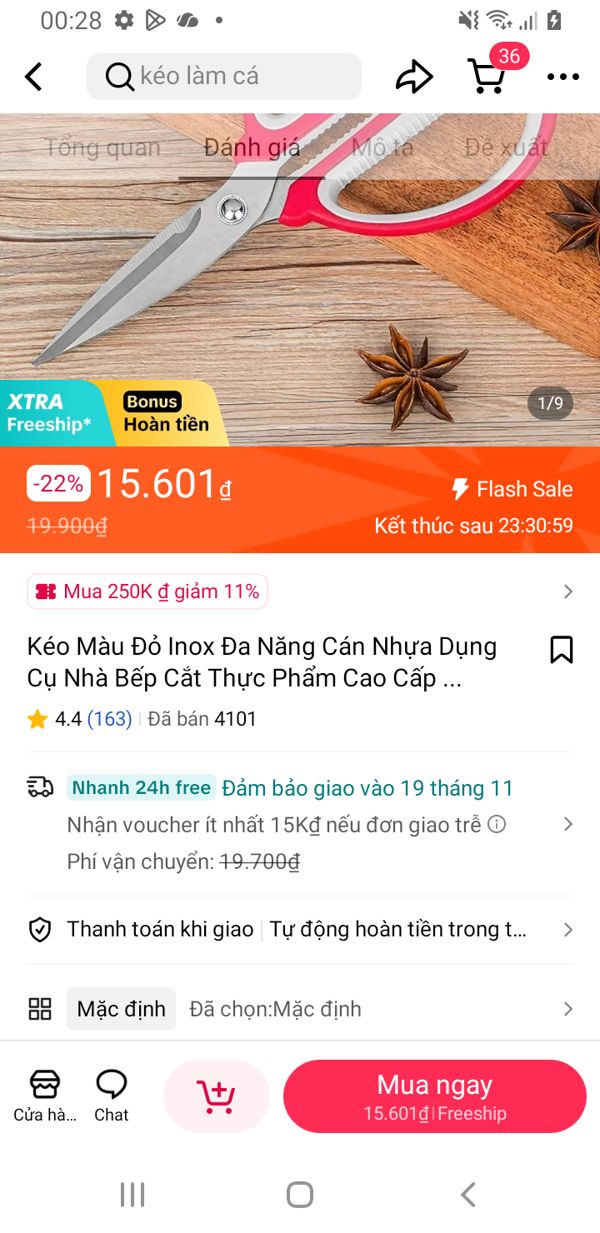 00:28
36
kéo làm cá
Tổng quan Đánh giá Mô tả Đề xuất
XTRA Freeship*
Bonus Hoàn tiền
1/9
-22% 15.601đ
Flash Sale
19.900đ
Kết thúc sau 23:30:59
Mua 250K đ giảm 11%
Kéo Màu Đỏ Inox Đa Năng Cán Nhựa Dụng
Cụ Nhà Bếp Cắt Thực Phẩm Cao Cấp ...
4.4 (163) Đã bán 4101
Nhanh 24h free Đảm bảo giao vào 19 tháng 11
Nhận voucher ít nhất 15Kđ nếu đơn giao trễ
Phí vận chuyển: 19.700đ
Thanh toán khi giao | Tự động hoàn tiền trong t...
Mặc định Đã chọn:Mặc định
Cửa hà... Chat
Mua ngay
15.601đ | Freeship